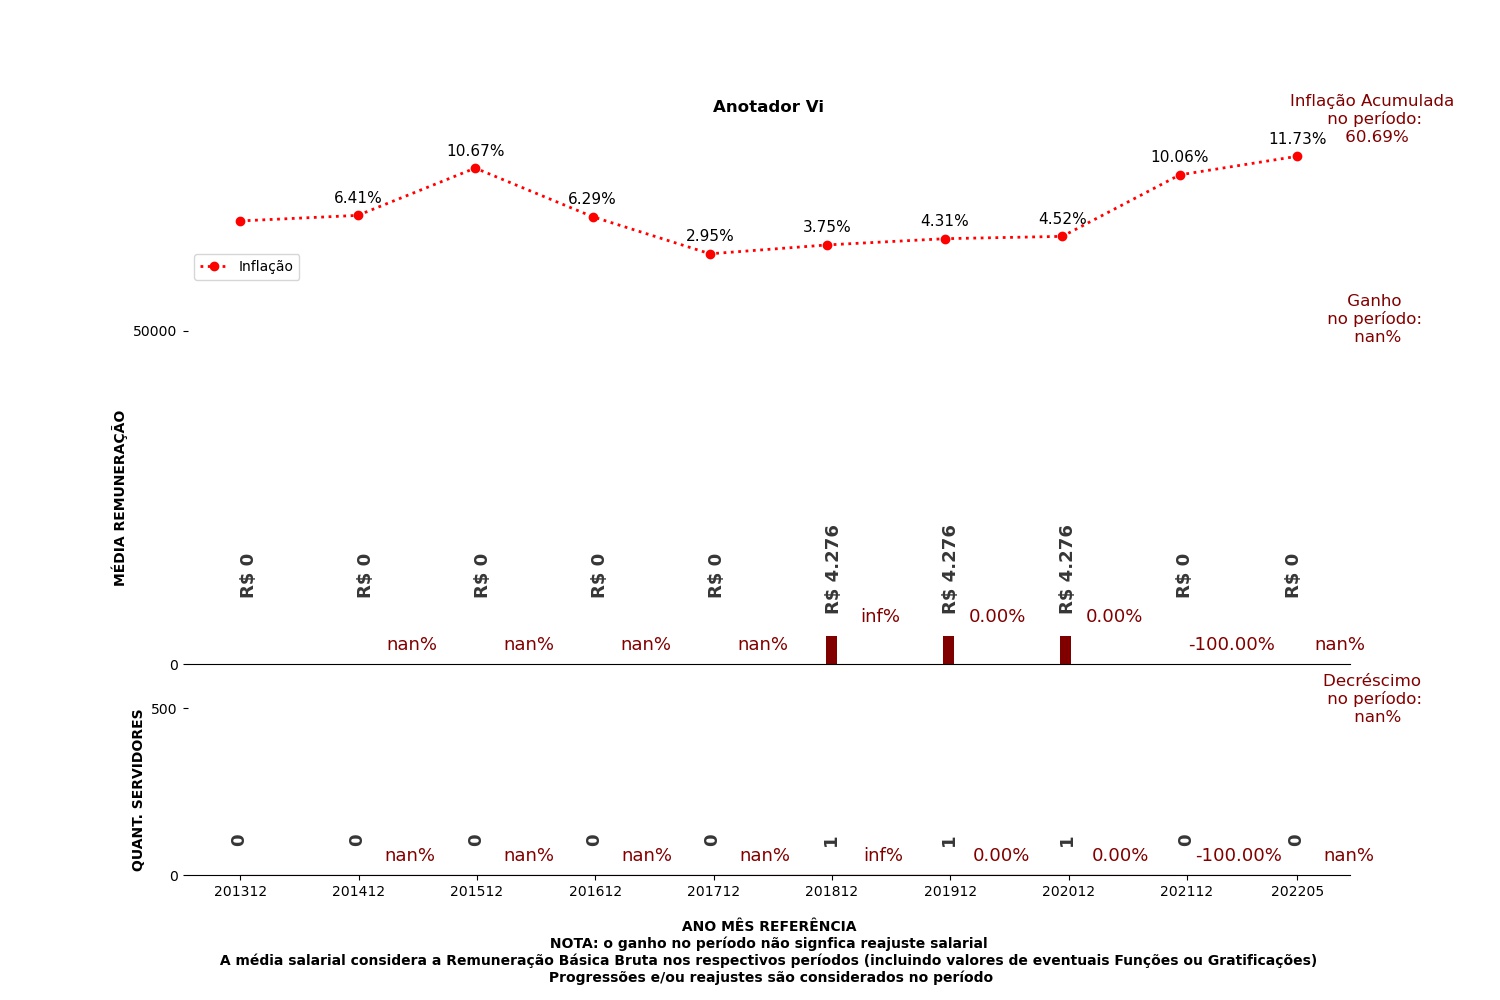 Anotador Vi
Inflação Acumulada
no período:
60.69%
6.41%
10.67%
6.29%
2.95%
3.75%
4.31%
4.52%
10.06%
11.73%
Inflação
Ganho
no período:
nan%
50000
0
MÉDIA REMUNERAÇÃO
R$ 0
R$ 0
R$ 0
R$ 0
R$ 0
R$ 4.276
R$ 4.276
R$ 4.276
R$ 0
R$ 0
nan%
nan%
nan%
nan%
inf%
0.00%
0.00%
-100.00%
nan%
Decréscimo
no período:
nan%
500
0
QUANT. SERVIDORES
0
0
0
0
0
1
1
1
0
0
nan%
nan%
nan%
nan%
inf%
0.00%
0.00%
-100.00%
nan%
201312
201412
201512
201612
201712
201812
201912
202012
202112
202205
ANO MÊS REFERÊNCIA
NOTA: o ganho no período não signfica reajuste salarial
A média salarial considera a Remuneração Básica Bruta nos respectivos períodos (incluindo valores de eventuais Funções ou Gratificações)
Progressões e/ou reajustes são considerados no período